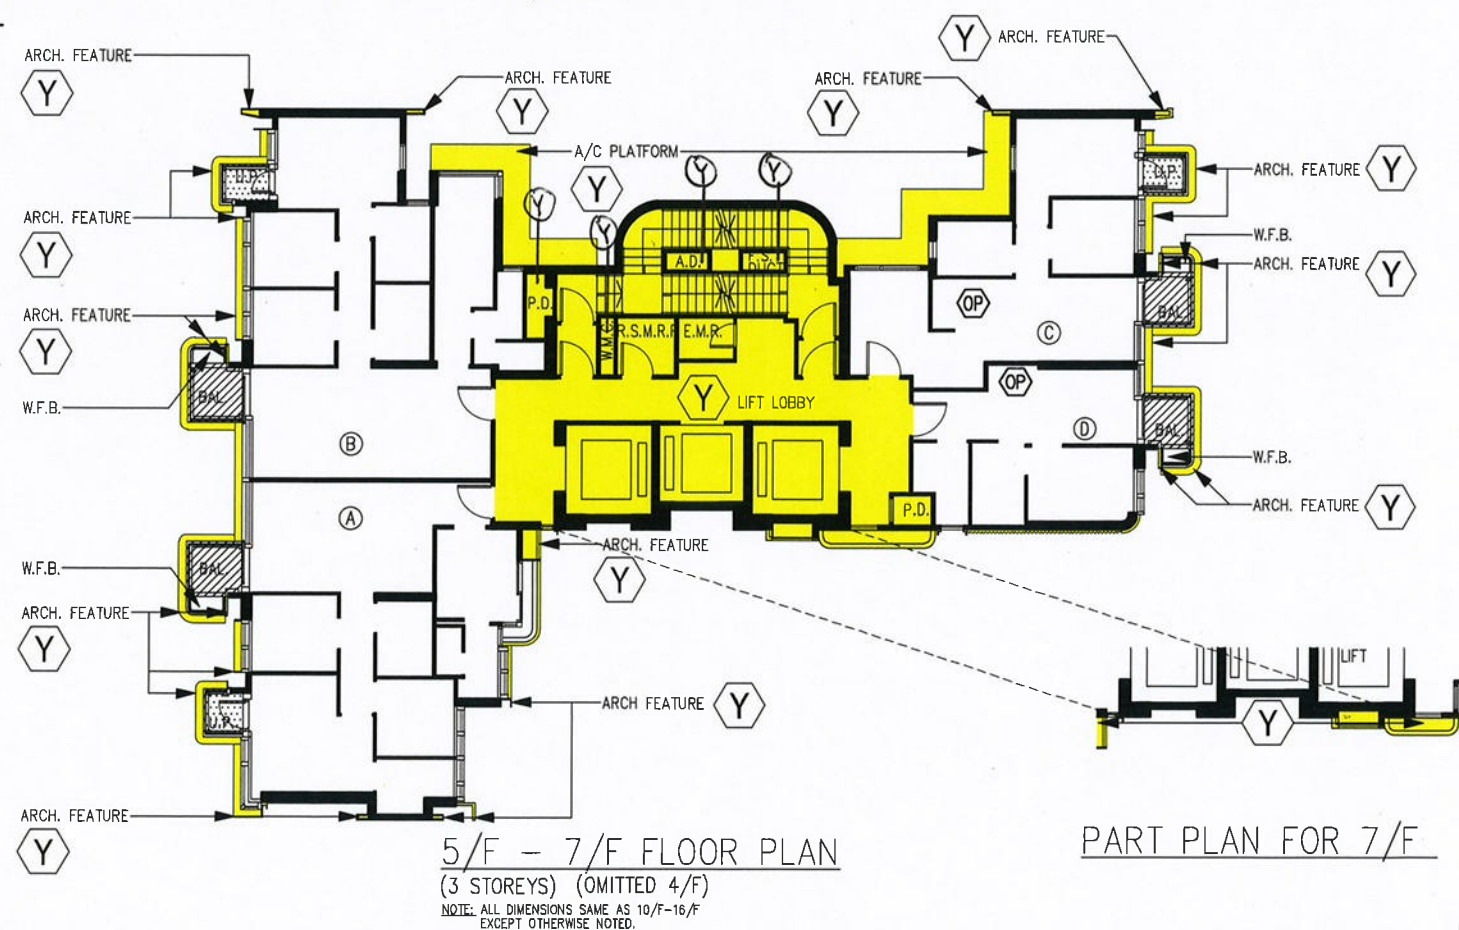 Y ARCH. FEATURE
ARCH. FEATURE
Y
ARCH. FEATURE
Y
ARCH. FEATURE
Y
A/C PLATFORM
Y
Y
Y
Y
Y
U.P.
U.P.
ARCH. FEATURE Y
ARCH. FEATURE
Y
W.F.B.
ARCH. FEATURE
Y
A.D.
F.S. DUCT
P.D.
BAL
OP
ARCH. FEATURE
Y
W.M.C.
R.S.M.R.
E.M.R.
C
OP
BAL.
W.F.B.
Y LIFT LOBBY
BAL
D
B
W.F.B.
ARCH. FEATURE Y
A
P.D.
ARCH. FEATURE
Y
W.F.B.
BAL.
ARCH. FEATURE
Y
LIFT
ARCH FEATURE Y
U.P.
Y
ARCH. FEATURE
Y
5/F - 7/F FLOOR PLAN
(3 STOREYS) (OMITTED 4/F)
NOTE: ALL DIMENSIONS SAME AS 10/F-16/F
EXCEPT OTHERWISE NOTED.
PART PLAN FOR 7/F